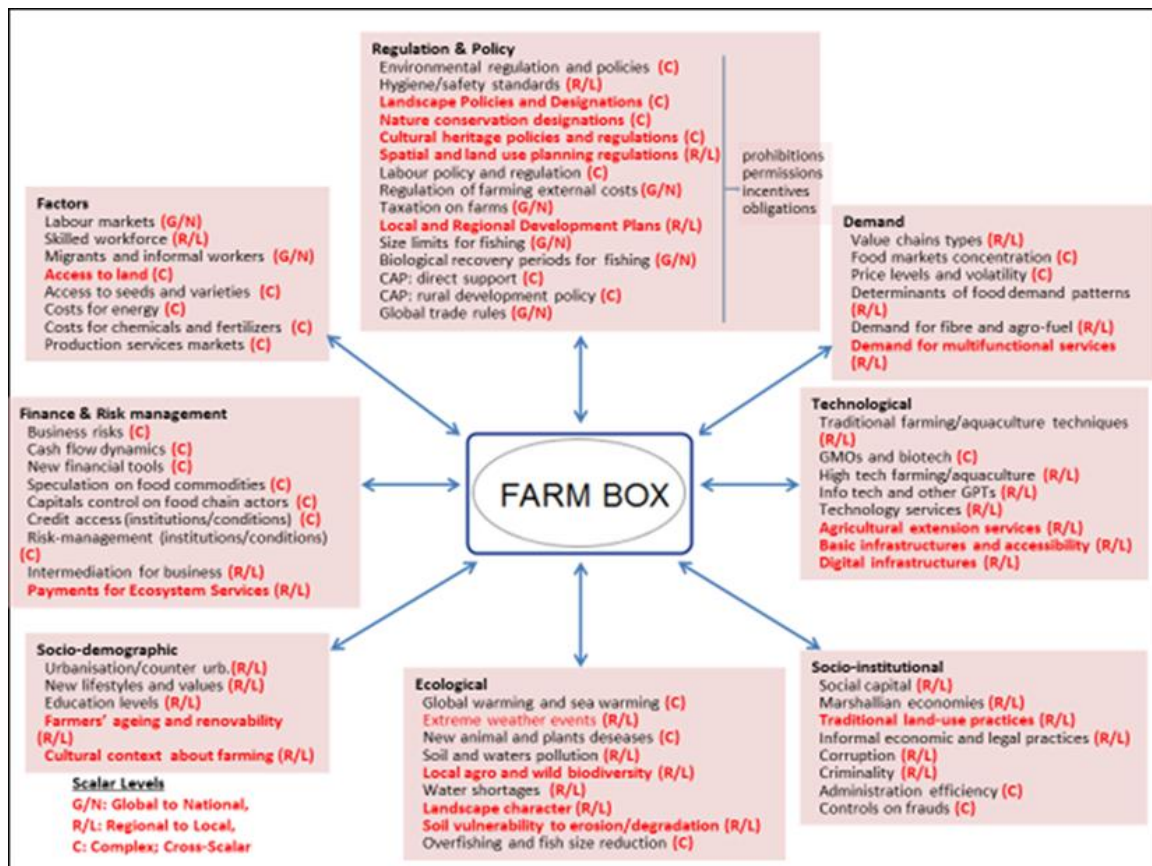 Regulation & Policy
Environmental regulation and policies (C)
Hygiene/safety standards (R/L)
Landscape Policies and Designations (C)
Nature conservation designations (C)
Cultural heritage policies and regulations (C)
Spatial and land use planning regulations (R/L)
Labour policy and regulation (C)
Regulation of farming external costs (G/N)
Taxation on farms (G/N)
Local and Regional Development Plans (R/L)
Size limits for fishing (G/N)
Biological recovery periods for fishing (G/N)
CAP: direct support (C)
CAP: rural development policy (C)
Global trade rules (G/N)
prohibitions
permissions
incentives
obligations
Factors
Labour markets (G/N)
Skilled workforce (R/L)
Migrants and informal workers (G/N)
Access to land (C)
Access to seeds and varieties (C)
Costs for energy (C)
Costs for chemicals and fertilizers (C)
Production services markets (C)
Demand
Value chains types (R/L)
Food markets concentration (C)
Price levels and volatility (C)
Determinants of food demand patterns
(R/L)
Demand for fibre and agro-fuel (R/L)
Demand for multifunctional services
(R/L)
Finance & Risk management
Business risks (C)
Cash flow dynamics (C)
New financial tools (C)
Speculation on food commodities (C)
Capitals control on food chain actors (C)
Credit access (institutions/conditions) (C)
Risk-management (institutions/conditions)
(C)
Intermediation for business (R/L)
Payments for Ecosystem Services (R/L)
FARM BOX
Technological
Traditional farming/aquaculture techniques
(R/L)
GMOs and biotech (C)
High tech farming/aquaculture (R/L)
Info tech and other GPTs (R/L)
Technology services (R/L)
Agricultural extension services (R/L)
Basic infrastructures and accessibility (R/L)
Digital infrastructures (R/L)
Socio-demographic
Urbanisation/counter urb.(R/L)
New lifestyles and values (R/L)
Education levels (R/L)
Farmers' ageing and renovability
(R/L)
Cultural context about farming (R/L)
Scalar Levels
G/N: Global to National,
R/L: Regional to Local,
C: Complex; Cross-Scalar
Ecological
Global warming and sea warming (C)
Extreme weather events (R/L)
New animal and plants deseases (C)
Soil and waters pollution (R/L)
Local agro and wild biodiversity (R/L)
Water shortages (R/L)
Landscape character (R/L)
Soil vulnerability to erosion/degradation (R/L)
Overfishing and fish size reduction (C)
Socio-institutional
Social capital (R/L)
Marshallian economies (R/L)
Traditional land-use practices (R/L)
Informal economic and legal practices (R/L)
Corruption (R/L)
Criminality (R/L)
Administration efficiency (C)
Controls on frauds (C)